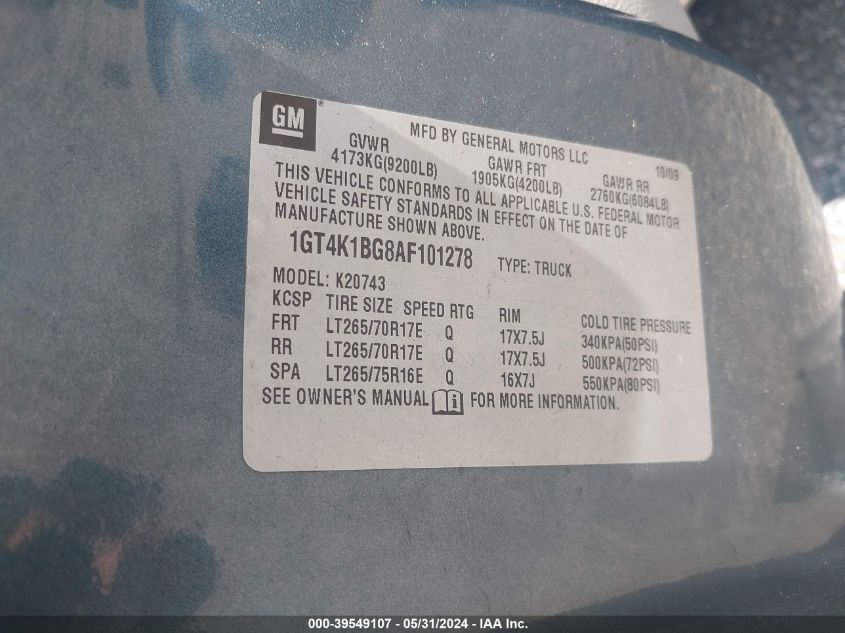 GM®
MFD BY GENERAL MOTORS LLC 10/09
GVWR GAWR FRT GAWR RR
4173KG(9200LB) 1905KG(4200LB) 2760KG(6084LB)
THIS VEHICLE CONFORMS TO ALL APPLICABLE U.S. FEDERAL MOTOR
VEHICLE SAFETY STANDARDS IN EFFECT ON THE DATE OF
MANUFACTURE SHOWN ABOVE.
1GT4K1BG8AF101278 TYPE: TRUCK
MODEL: K20743
KCSP TIRE SIZE SPEED RTG RIM COLD TIRE PRESSURE
FRT LT265/70R17E Q 17X7.5J 340KPA(50PSI)
RR LT265/70R17E Q 17X7.5J 500KPA(72PSI)
SPA LT265/75R16E Q 16X7J 550KPA(80PSI)
SEE OWNER'S MANUAL i FOR MORE INFORMATION.
000-39549107 - 05/31/2024 - IAA Inc.